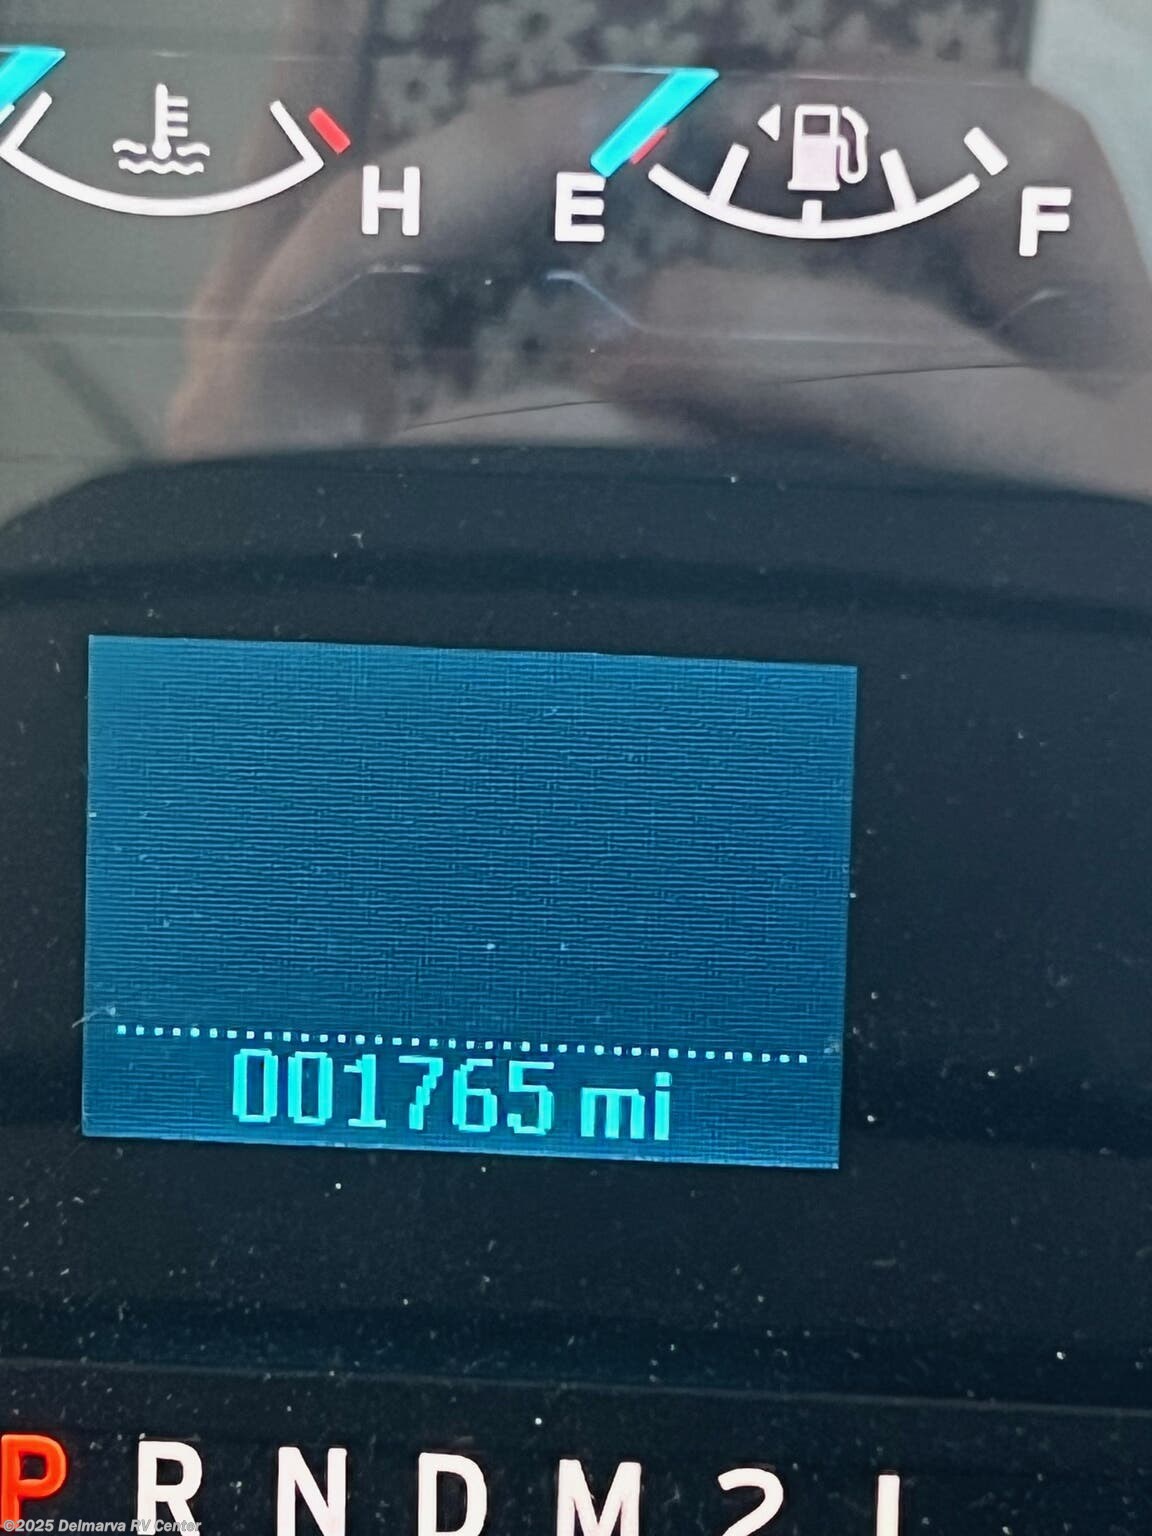 H E F
001765 mi
P R N D M 2 1
©2025 Delmarva RV Center